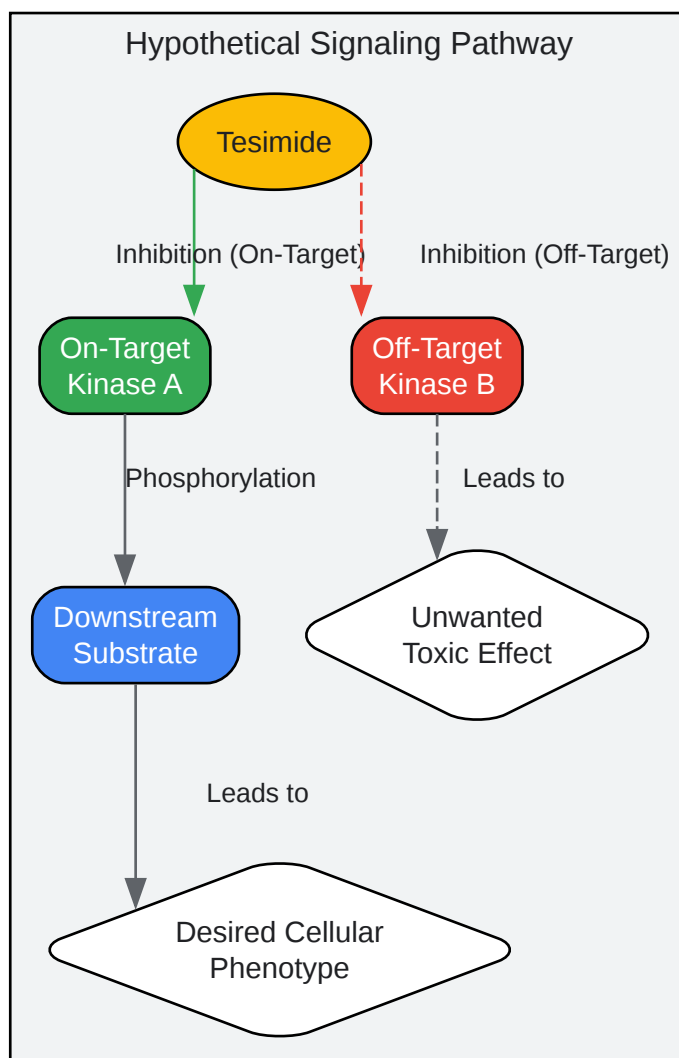 Hypothetical Signaling Pathway
Tesimide
Inhibition (On-Target)
Inhibition (Off-Target)
On-Target
Kinase A
Off-Target
Kinase B
Phosphorylation
Leads to
Downstream
Substrate
Unwanted
Toxic Effect
Leads to
Desired Cellular
Phenotype